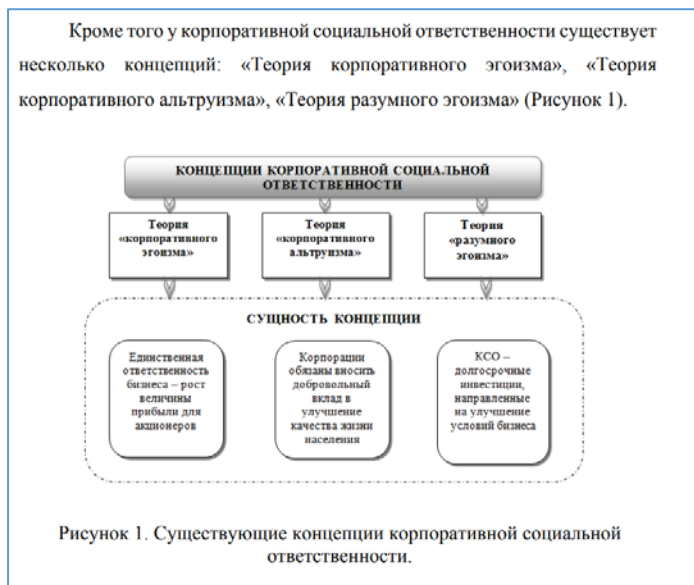 Кроме того у корпоративной социальной ответственности существует
несколько концепций: «Теория корпоративного эгоизма», «Теория
корпоративного альтруизма», «Теория разумного эгоизма» (Рисунок 1).
КОНЦЕПЦИИ КОРПОРАТИВНОЙ СОЦИАЛЬНОЙ
ОТВЕТСТВЕННОСТИ
Теория
«корпоративного
эгоизма»
Теория
«корпоративного
альтруизма»
Теория
«разумного
эгоизма»
СУЩНОСТЬ КОНЦЕПЦИИ
Единственная
ответственность
бизнеса – рост
величины
прибыли для
акционеров
Корпорации
обязаны вносить
добровольный
вклад в
улучшение
качества жизни
населения
КСО –
долгосрочные
инвестиции,
направленные
на улучшение
условий бизнеса
Рисунок 1. Существующие концепции корпоративной социальной
ответственности.